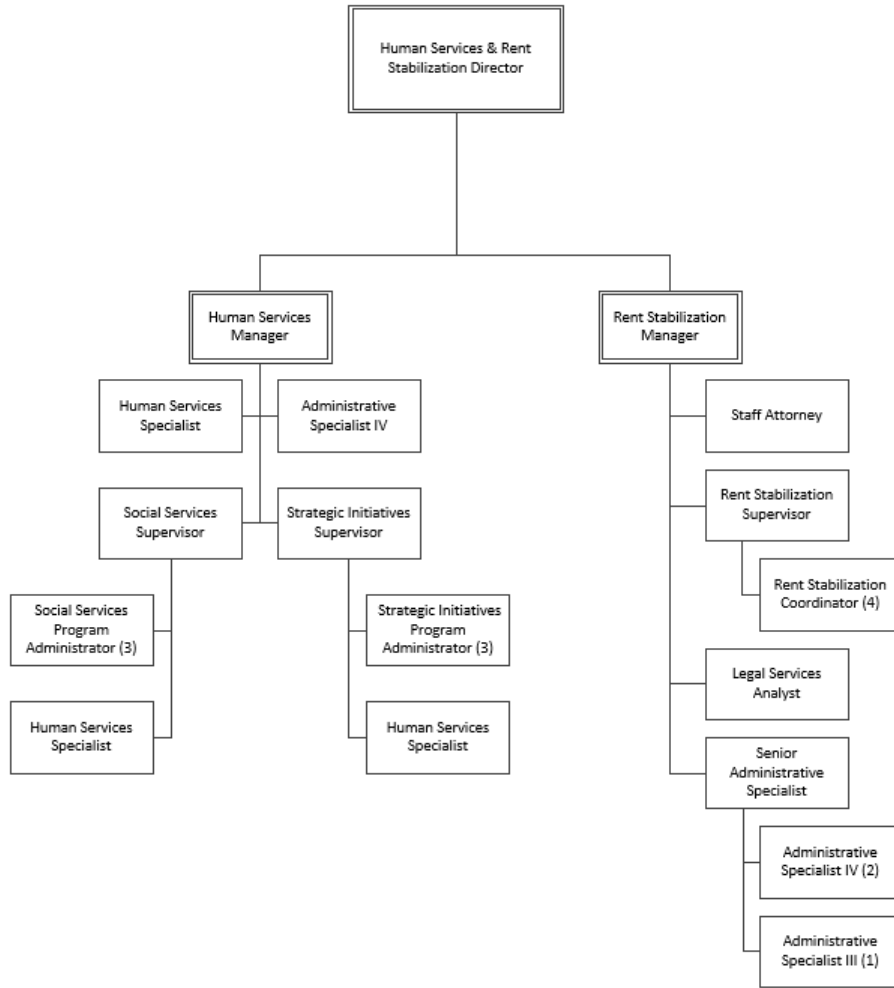 Human Services & Rent
Stabilization Director
Human Services
Manager
Rent Stabilization
Manager
Human Services
Specialist
Administrative
Specialist IV
Staff Attorney
Social Services
Supervisor
Strategic Initiatives
Supervisor
Rent Stabilization
Supervisor
Rent Stabilization
Coordinator (4)
Social Services
Program
Administrator (3)
Strategic Initiatives
Program
Administrator (3)
Legal Services
Analyst
Human Services
Specialist
Human Services
Specialist
Senior
Administrative
Specialist
Administrative
Specialist IV (2)
Administrative
Specialist III (1)